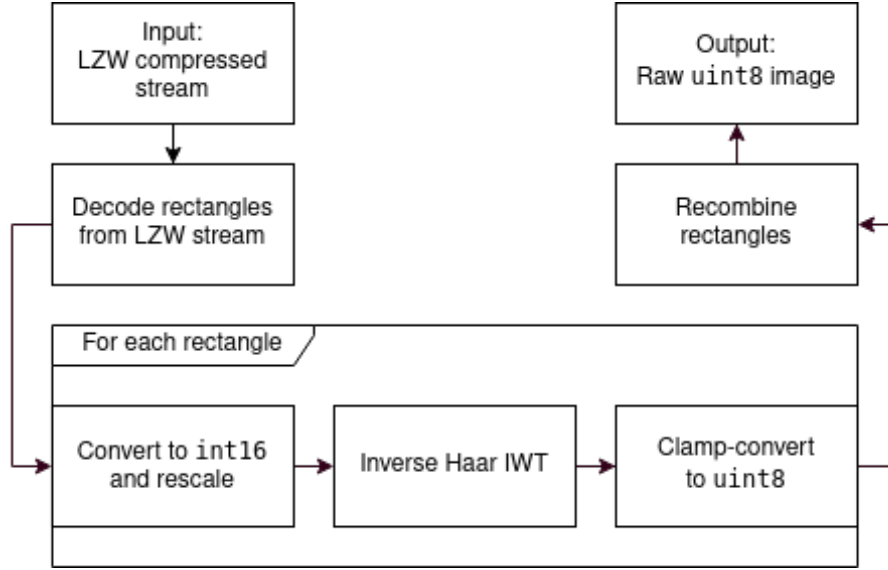 Input:
LZW compressed
stream
Output:
Raw uint8 image
Decode rectangles
from LZW stream
Recombine
rectangles
For each rectangle
Convert to int16
and rescale
Inverse Haar IWT
Clamp-convert
to uint8